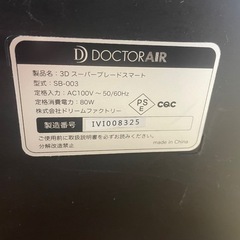 DOCTORAIR
製品名：3D スーパーブレードスマート
型式：SB-003
定格入力：AC100V ～ 50/60Hz
定格消費電力：80W
株式会社ドリームファクトリー
PS
E
CQC
製造番号 IVI008325
ご使用前に取扱説明書を必ずお読みください。
分解改造禁止 made in China